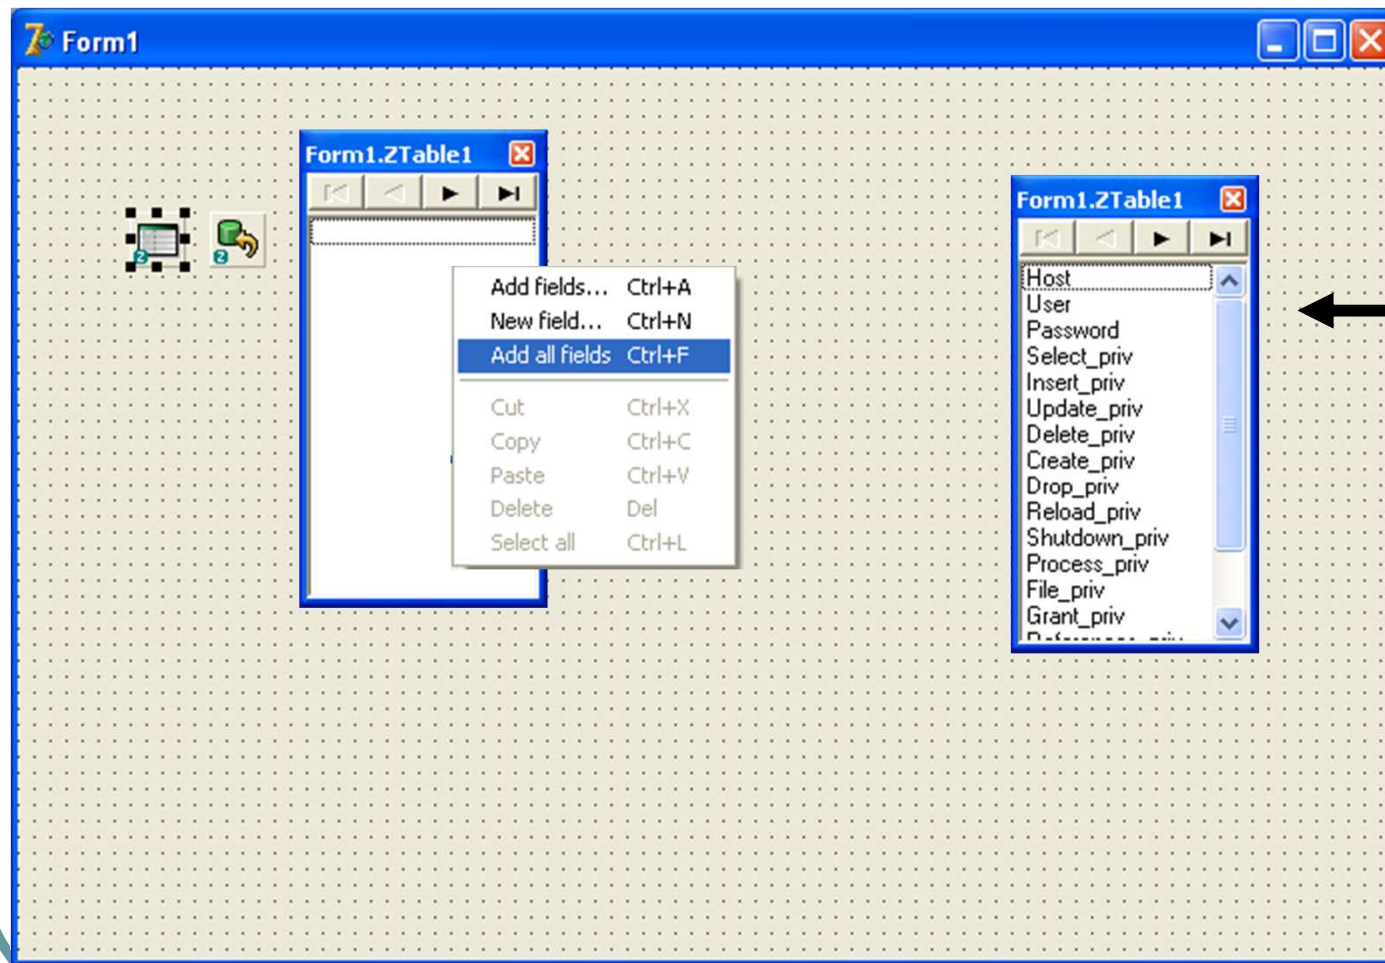 Form1
Form1.ZTable1
Add fields... Ctrl+A
New field... Ctrl+N
Add all fields Ctrl+F
Cut Ctrl+X
Copy Ctrl+C
Paste Ctrl+V
Delete Del
Select all Ctrl+L
Form1.ZTable1
Host
User
Password
Select_priv
Insert_priv
Update_priv
Delete_priv
Create_priv
Drop_priv
Reload_priv
Shutdown_priv
Process_priv
File_priv
Grant_priv